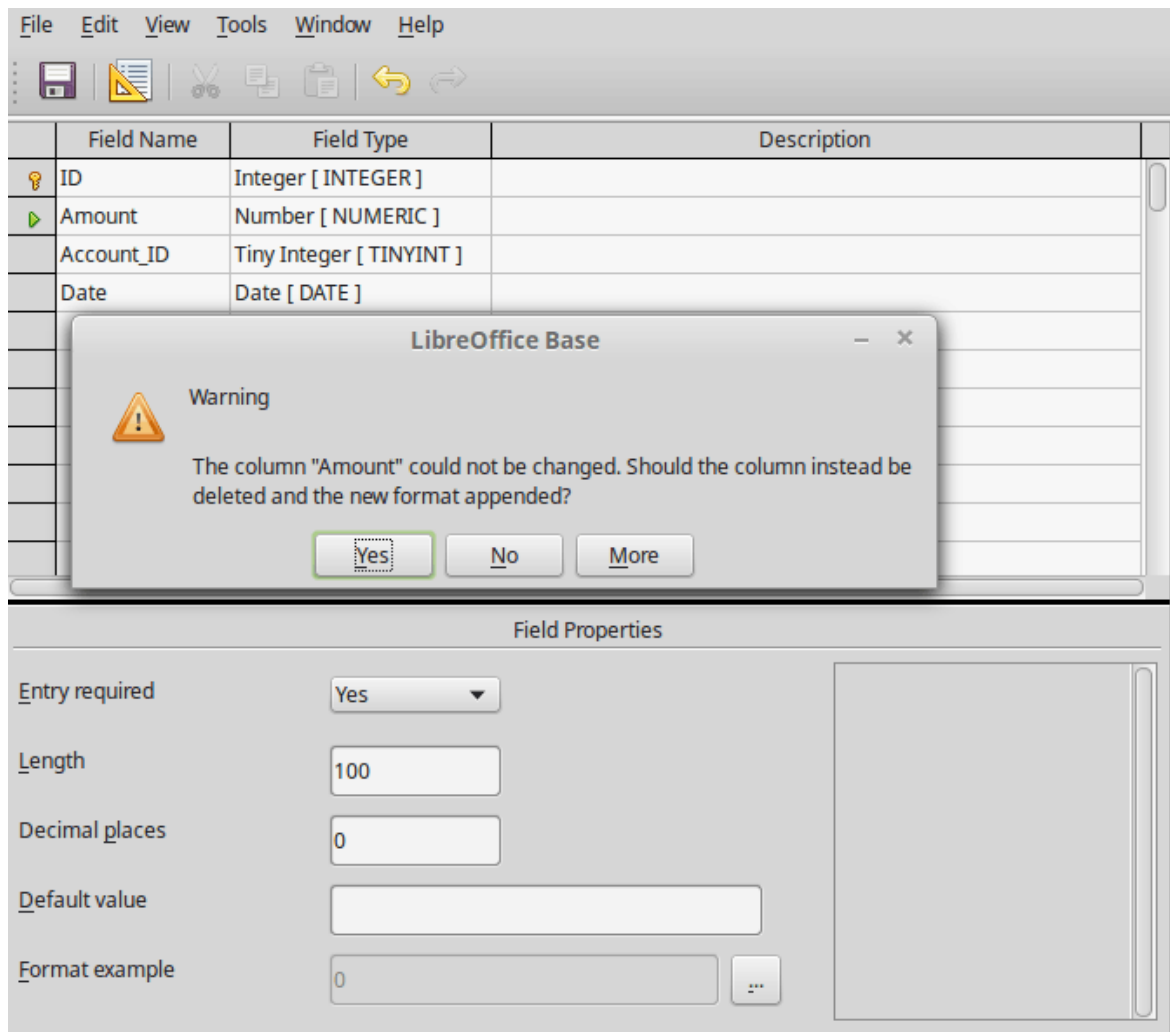 File Edit View Tools Window Help
Field Name Field Type Description
ID Integer [ INTEGER ]
Amount Number [ NUMERIC ]
Account_ID Tiny Integer [ TINYINT ]
Date Date [ DATE ]
LibreOffice Base
Warning
The column "Amount" could not be changed. Should the column instead be
deleted and the new format appended?
Yes No More
Field Properties
Entry required Yes
Length 100
Decimal places 0
Default value
Format example 0 ...